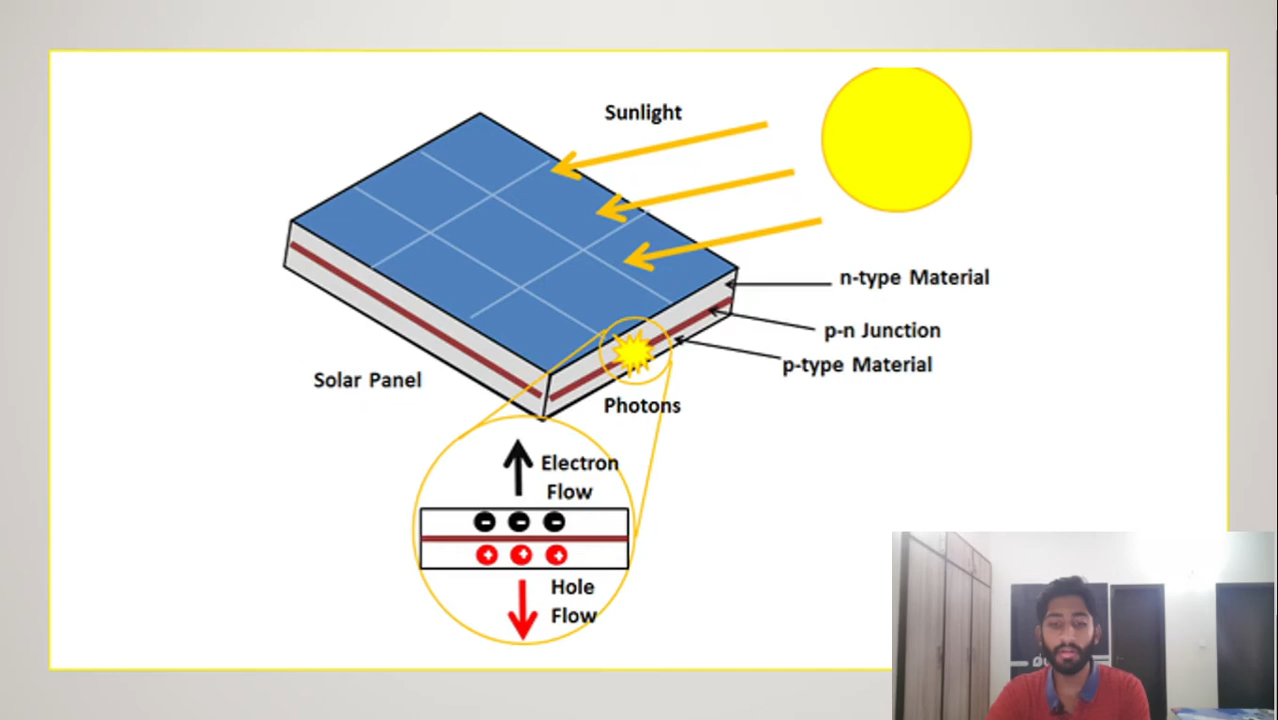 Sunlight
n-type Material
p-n Junction
p-type Material
Solar Panel
Photons
Electron
Flow
Hole
Flow